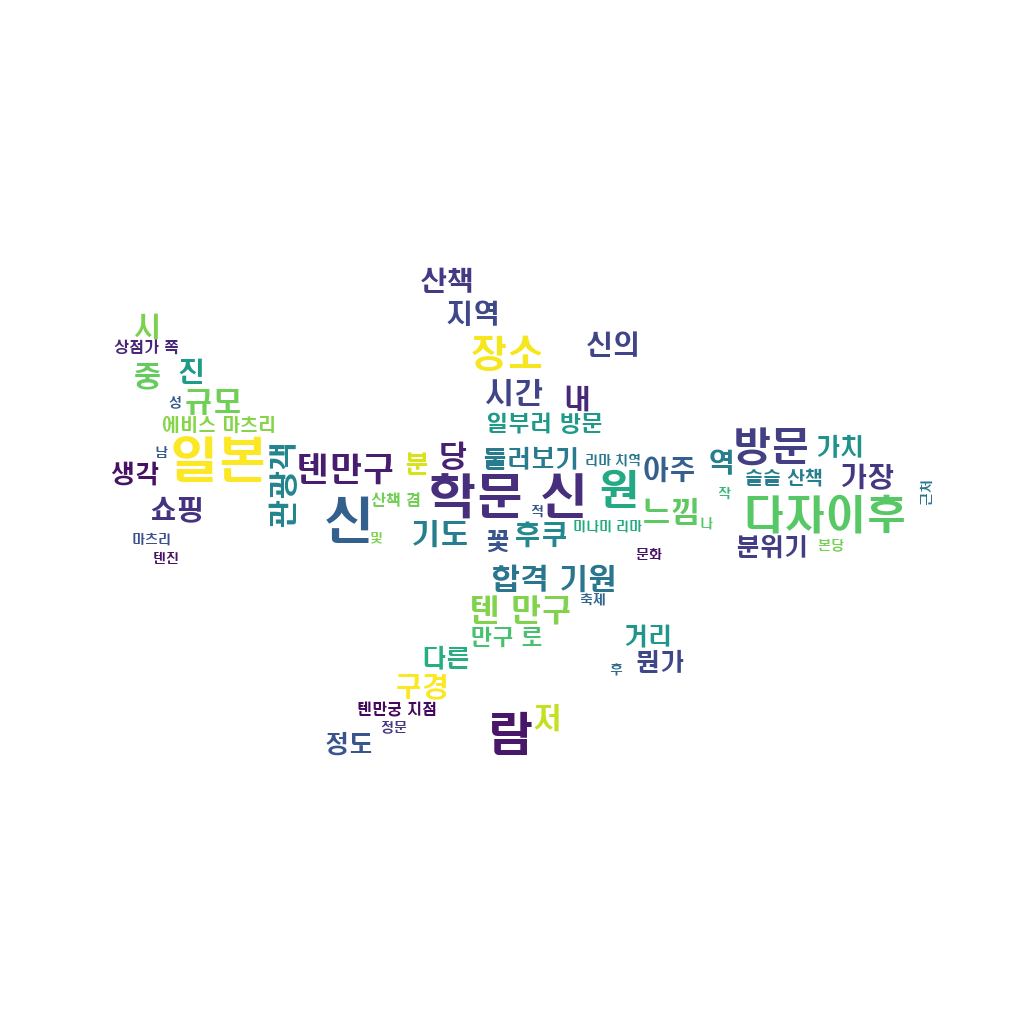 산책
지역
시
장소
신의
상점가 쪽
중
진
시간
내
성
규모
에비스 마츠리
일부러 방문
일본
방문
가치
남
생각
관광객
텐만구
분
당
둘러보기
리마 지역
아주
역
슬슬 산책
가장
쇼핑
신
산책 겸
학문 신
적
원
느낌
작
다자이후
근처
마츠리
텐진
및
기도
꽃
후쿠
미나미 리마
나
문화
분위기
본당
합격 기원
축제
텐 만구
만구 로
거리
다른
뭔가
후
구경
텐만궁 지점
정문
정도
람
저